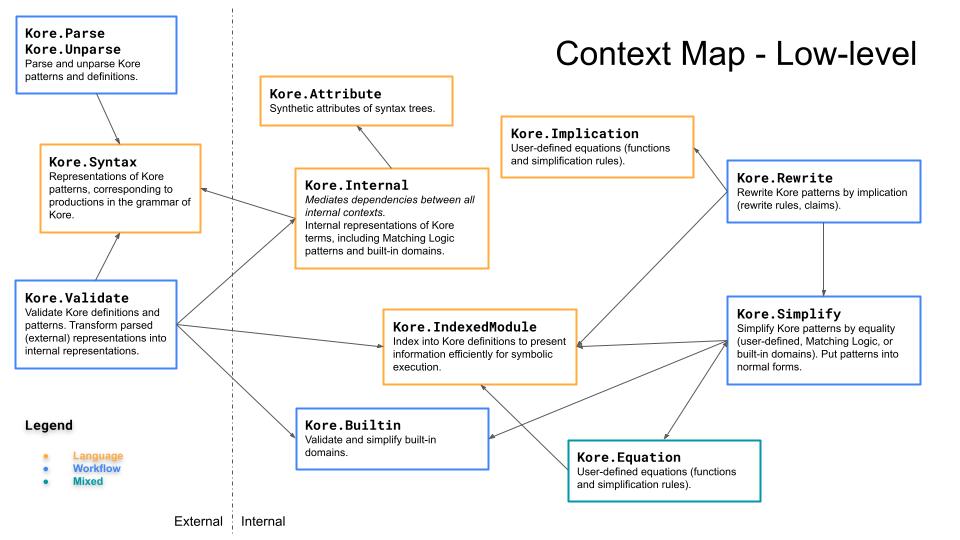 Context Map - Low-level
Kore.Parse
Kore.Unparse
Parse and unparse Kore
patterns and definitions.
Kore.Syntax
Representations of Kore
patterns, corresponding to
productions in the grammar of
Kore.
Kore.Validate
Validate Kore definitions and
patterns. Transform parsed
(external) representations into
internal representations.
Kore.Attribute
Synthetic attributes of syntax trees.
Kore.Internal
Mediates dependencies between all
internal contexts.
Internal representations of Kore
terms, including Matching Logic
patterns and built-in domains.
Kore.Implication
User-defined equations (functions
and simplification rules).
Kore.Rewrite
Rewrite Kore patterns by implication
(rewrite rules, claims).
Kore.IndexedModule
Index into Kore definitions to present
information efficiently for symbolic
execution.
Kore.Simplify
Simplify Kore patterns by equality
(user-defined, Matching Logic, or
built-in domains). Put patterns into
normal forms.
Kore.Builtin
Validate and simplify built-in
domains.
Kore.Equation
User-defined equations (functions
and simplification rules).
Legend
● Language
● Workflow
● Mixed
External
Internal